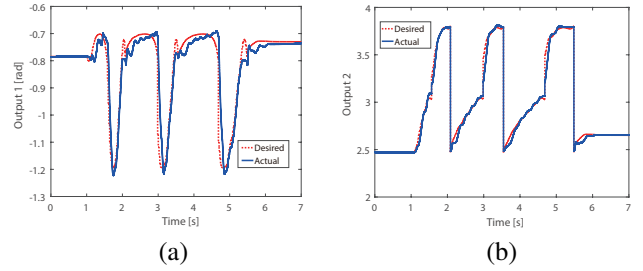 -0.6
-0.7
-0.8
-0.9
-1
-1.1
-1.2
-1.3
Output 1 [rad]
0 1 2 3 4 5 6 7
Time [s]
Desired
Actual
(a)
4
3.5
3
2.5
2
Output 2
0 1 2 3 4 5 6 7
Time [s]
Desired
Actual
(b)